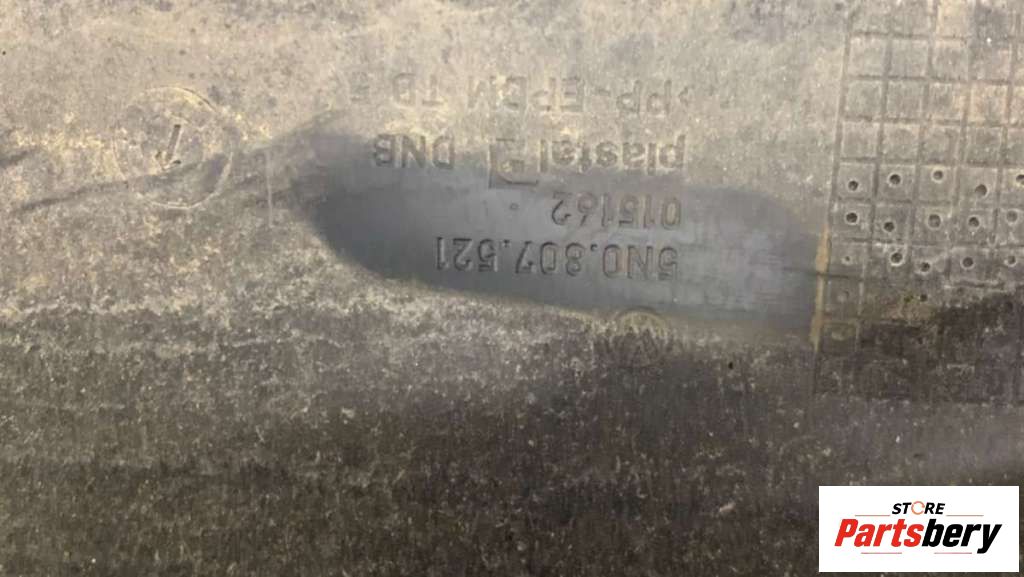 5N0.807.521
015162
plastal DNB
>PP-EPDM TD
STORE
Partsbery